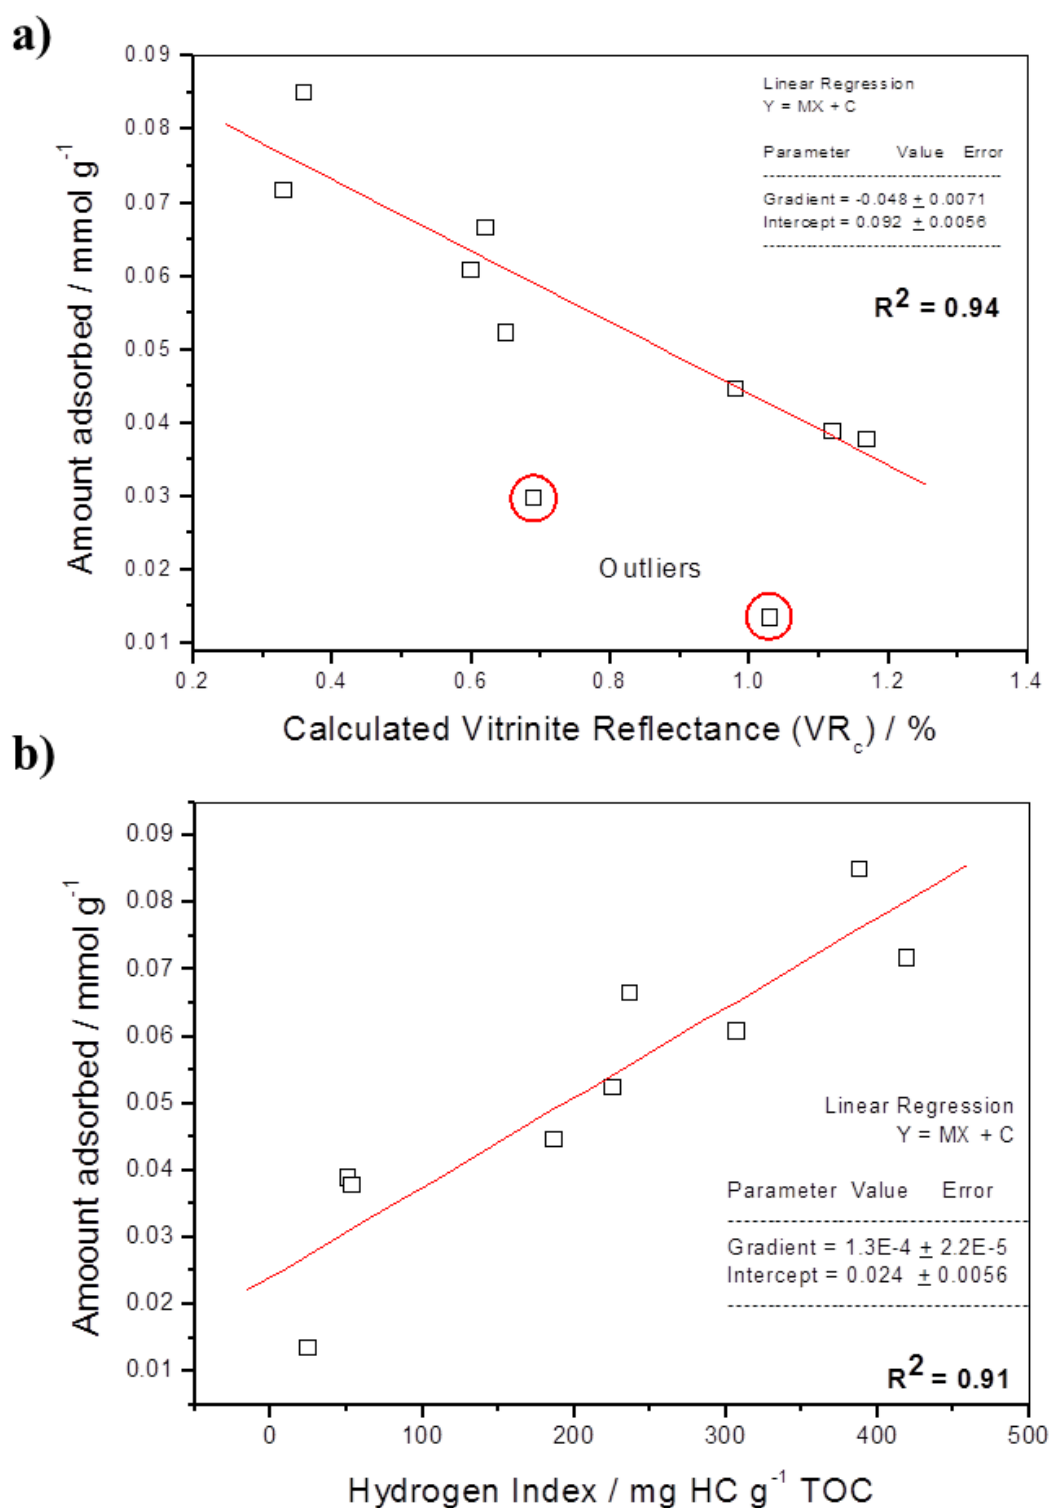 a)
0.09
0.08
0.07
0.06
0.05
0.04
0.03
0.02
0.01
Amount adsorbed / mmol g⁻¹
Linear Regression
Y = MX + C
Parameter Value Error
------------------------------------
Gradient = -0.048 ± 0.0071
Intercept = 0.092 ± 0.0056
------------------------------------
R² = 0.94
Outliers
0.2 0.4 0.6 0.8 1.0 1.2 1.4
Calculated Vitrinite Reflectance (VR_c) / %
b)
0.09
0.08
0.07
0.06
0.05
0.04
0.03
0.02
0.01
Amoount adsorbed / mmol g⁻¹
Linear Regression
Y = MX + C
Parameter Value Error
------------------------------------
Gradient = 1.3E-4 ± 2.2E-5
Intercept = 0.024 ± 0.0056
------------------------------------
R² = 0.91
0 100 200 300 400 500
Hydrogen Index / mg HC g⁻¹ TOC